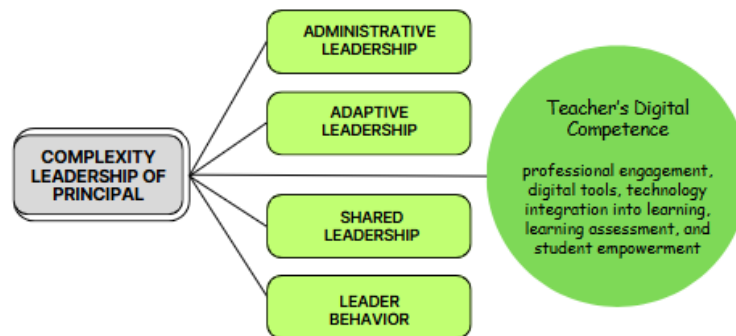 COMPLEXITY
LEADERSHIP OF
PRINCIPAL
ADMINISTRATIVE
LEADERSHIP
ADAPTIVE
LEADERSHIP
SHARED
LEADERSHIP
LEADER
BEHAVIOR
Teacher's Digital
Competence
professional engagement,
digital tools, technology
integration into learning,
learning assessment, and
student empowerment